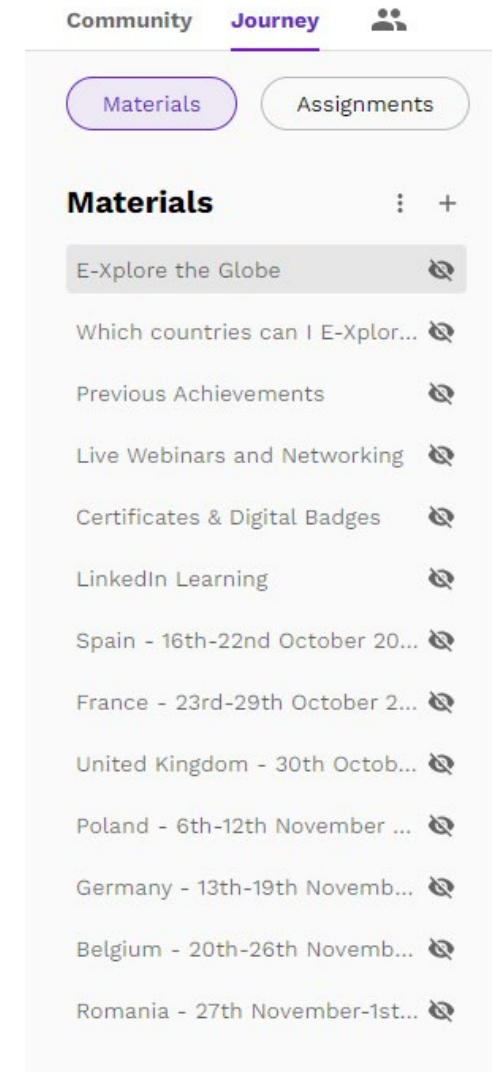 Community Journey
Materials Assignments
Materials
E-Xplore the Globe
Which countries can I E-Xplor...
Previous Achievements
Live Webinars and Networking
Certificates & Digital Badges
LinkedIn Learning
Spain - 16th-22nd October 20...
France - 23rd-29th October 2...
United Kingdom - 30th Octob...
Poland - 6th-12th November ...
Germany - 13th-19th Novemb...
Belgium - 20th-26th Novemb...
Romania - 27th November-1st...